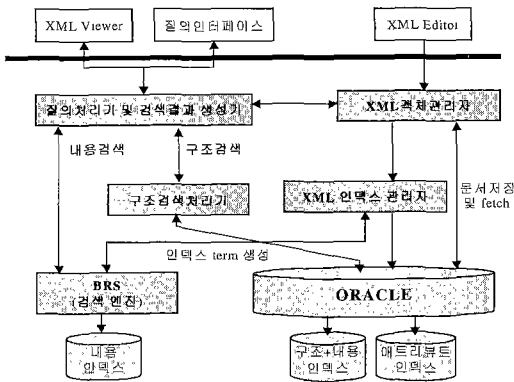 XML Viewer
질의인터페이스
XML Editor
질의처리기 및 검색결과 생성기
XML객체관리자
내용검색
구조검색
문서저장
및 fetch
구조검색처리기
XML 인덱스 관리자
인덱스 term 생성
BRS
(검색 엔진)
ORACLE
내용
인덱스
구조+내용
인덱스
애트리뷰트
인덱스